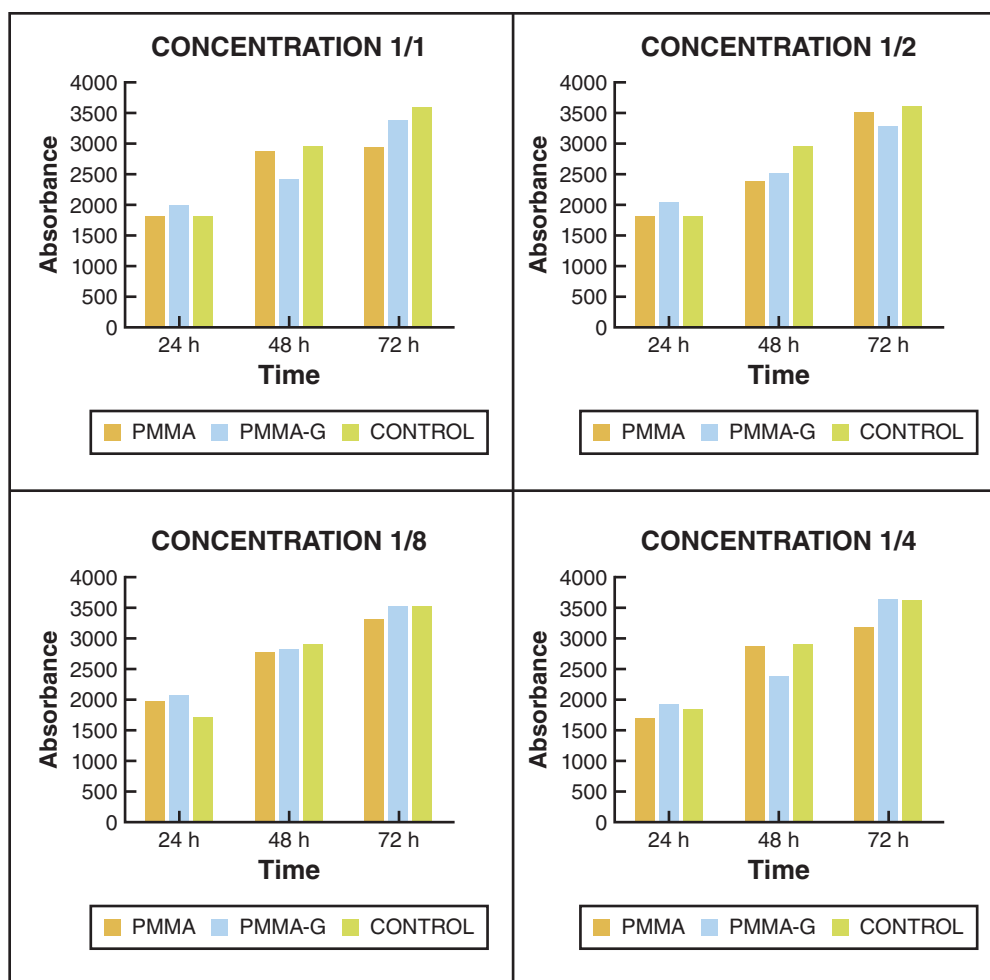 CONCENTRATION 1/1
Absorbance
4000
3500
3000
2500
2000
1500
1000
500
0
24 h 48 h 72 h
Time
PMMA PMMA-G CONTROL
CONCENTRATION 1/2
Absorbance
4000
3500
3000
2500
2000
1500
1000
500
0
24 h 48 h 72 h
Time
PMMA PMMA-G CONTROL
CONCENTRATION 1/8
Absorbance
4000
3500
3000
2500
2000
1500
1000
500
0
24 h 48 h 72 h
Time
PMMA PMMA-G CONTROL
CONCENTRATION 1/4
Absorbance
4000
3500
3000
2500
2000
1500
1000
500
0
24 h 48 h 72 h
Time
PMMA PMMA-G CONTROL